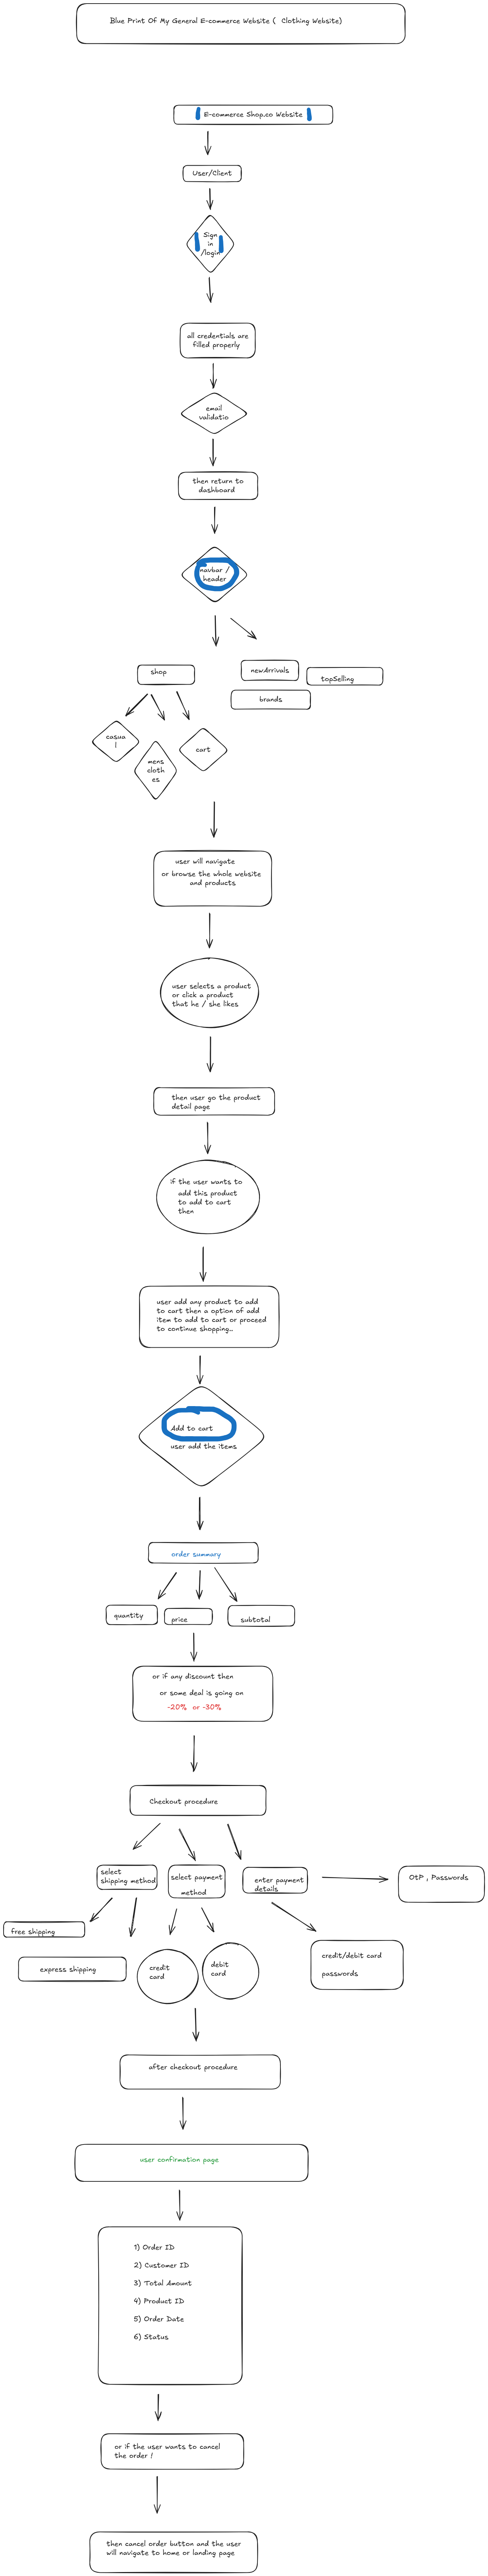 Blue Print Of My General E-commerce Website ( Clothing Website)
E-commerce Shop.co Website
User/Client
Sign
in
/login
all credentials are
filled properly
email
validatio
then return to
dashboard
navbar /
header
shop
newArrivals
topSelling
brands
casua
l
mens
cloth
es
cart
user will navigate
or browse the whole website
and products
user selects a product
or click a product
that he / she likes
then user go the product
detail page
if the user wants to
add this product
to add to cart
then
user add any product to add
to cart then a option of add
item to add to cart or proceed
to continue shopping...
Add to cart
user add the items
order summary
quantity
price
subtotal
or if any discount then
or some deal is going on
-20% or -30%
Checkout procedure
select
shipping method
select payment
method
enter payment
details
OtP , Passwords
free shipping
express shipping
credit
card
debit
card
credit/debit card
passwords
after checkout procedure
user confirmation page
1) Order ID
2) Customer ID
3) Total Amount
4) Product ID
5) Order Date
6) Status
or if the user wants to cancel
the order !
then cancel order button and the user
will navigate to home or landing page